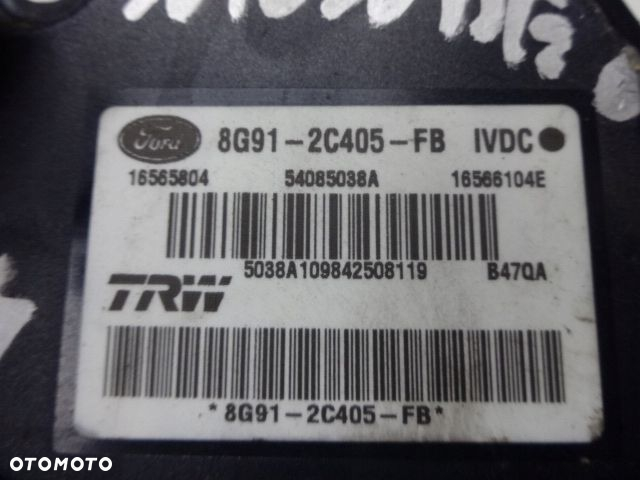 Ford 8G91-2C405-FB IVDC
16565804 54085038A 16566104E
5038A109842508119 B47QA
TRW
*8G91-2C405-FB*
OTOMOTO